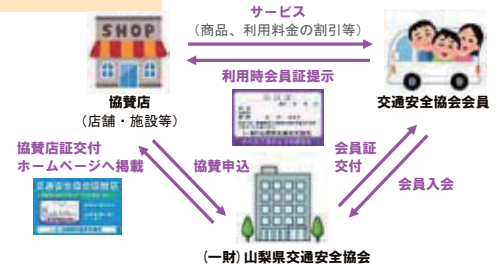 サービス
(商品、利用料金の割引等)
SHOP
利用時会員証提示
協賛店
(店舗・施設等)
交通安全協会会員
協賛店証交付
ホームページへ掲載
協賛申込
会員証
交付
会員入会
(一財)山梨県交通安全協会